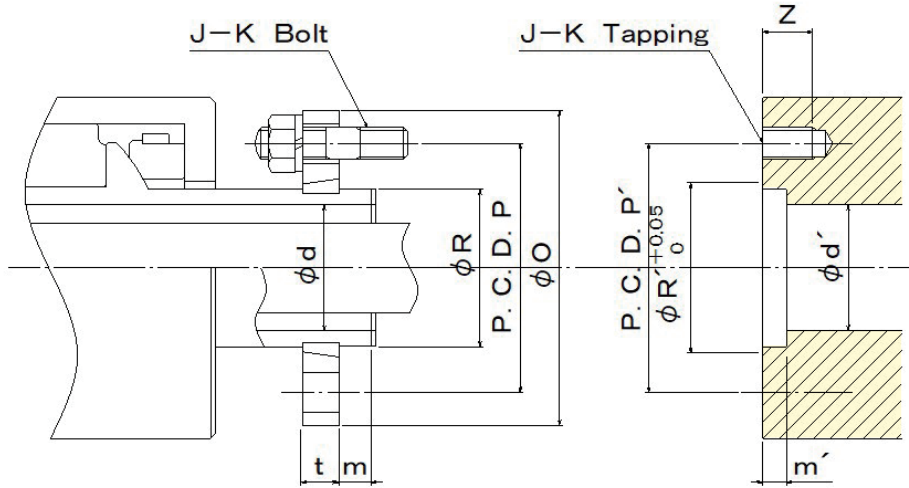 J-K Bolt
J-K Tapping
Z
φd
φR
P. C. D. P
φO
P. C. D. P´
φR´ +0.05 0
φd´
t
m
m´